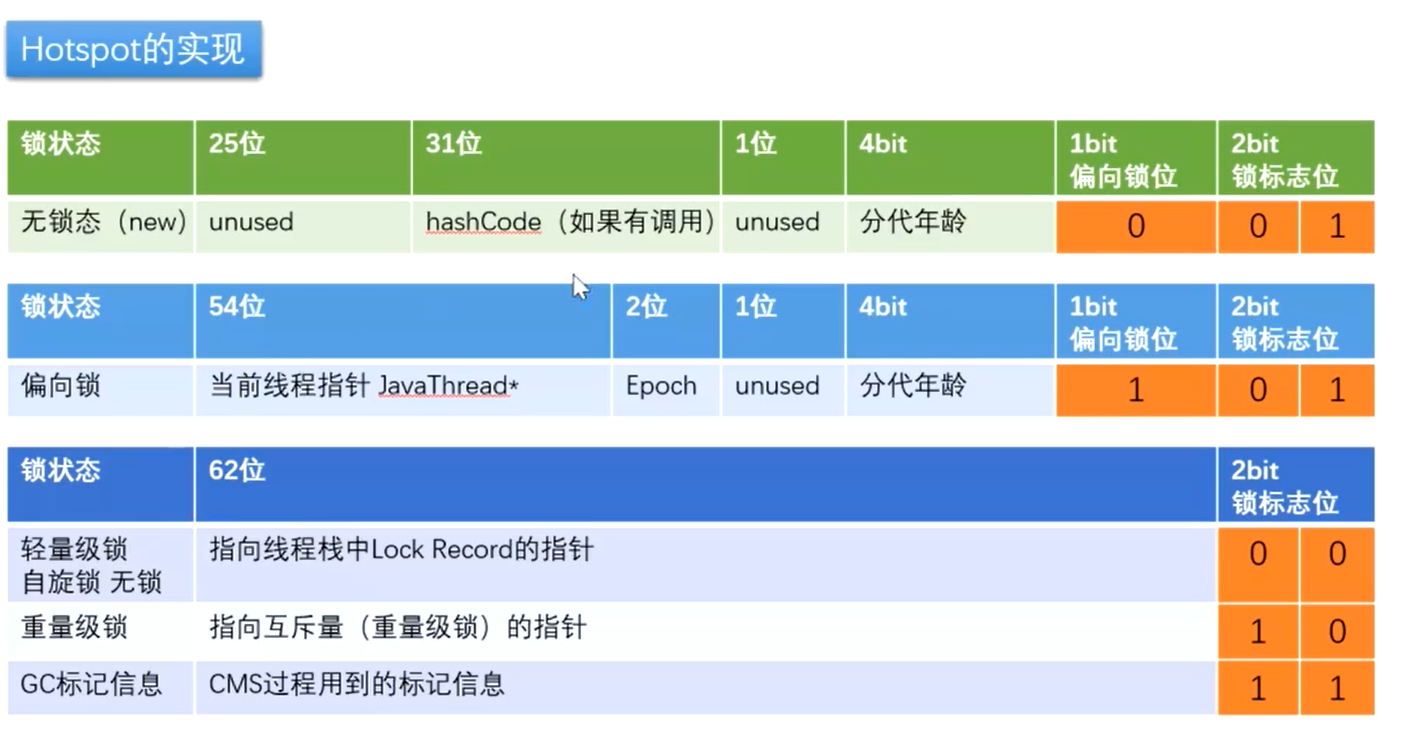 Hotspot的实现
锁状态 25位 31位 1位 4bit 1bit 2bit
偏向锁位 锁标志位
无锁态（new） unused hashCode（如果有调用） unused 分代年龄 0 0 1
锁状态 54位 2位 1位 4bit 1bit 2bit
偏向锁位 锁标志位
偏向锁 当前线程指针 JavaThread* Epoch unused 分代年龄 1 0 1
锁状态 62位 2bit
锁标志位
轻量级锁 指向线程栈中Lock Record的指针 0 0
自旋锁 无锁
重量级锁 指向互斥量（重量级锁）的指针 1 0
GC标记信息 CMS过程用到的标记信息 1 1